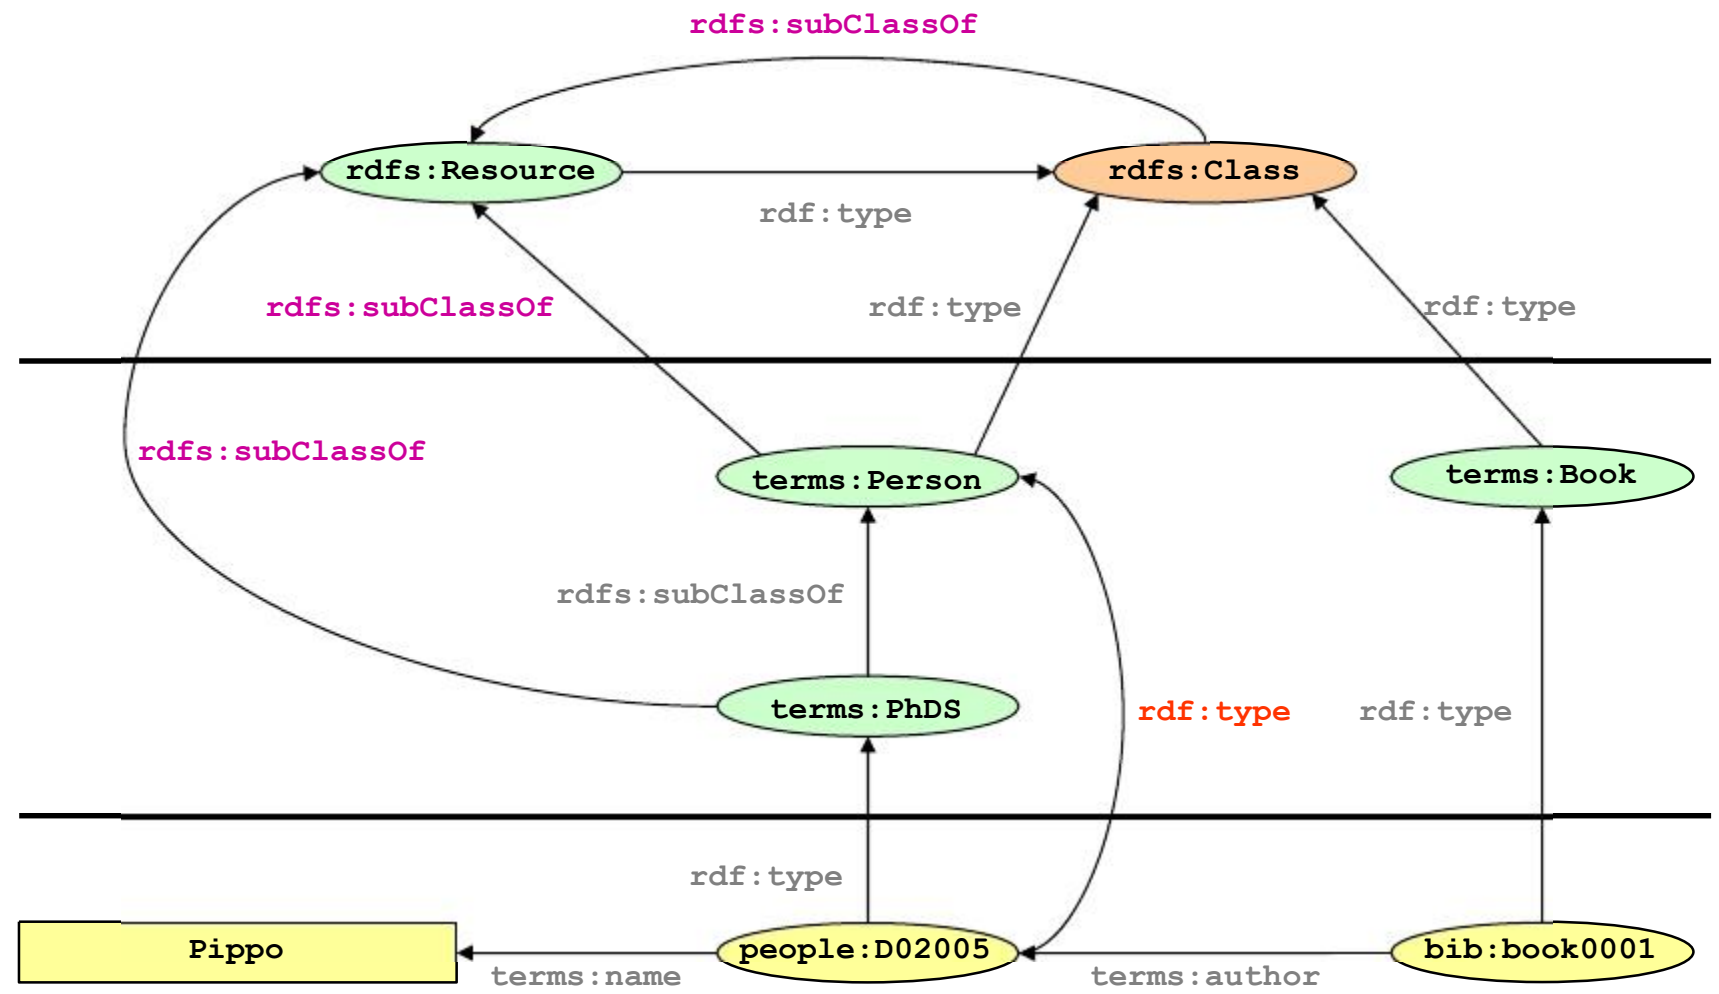 rdfs:subClassOf
rdfs:Resource
rdfs:Class
rdf:type
rdfs:subClassOf
rdf:type
rdf:type
rdfs:subClassOf
terms:Person
terms:Book
rdfs:subClassOf
terms:PhDS
rdf:type
rdf:type
rdf:type
Pippo
people:D02005
bib:book0001
terms:name
terms:author